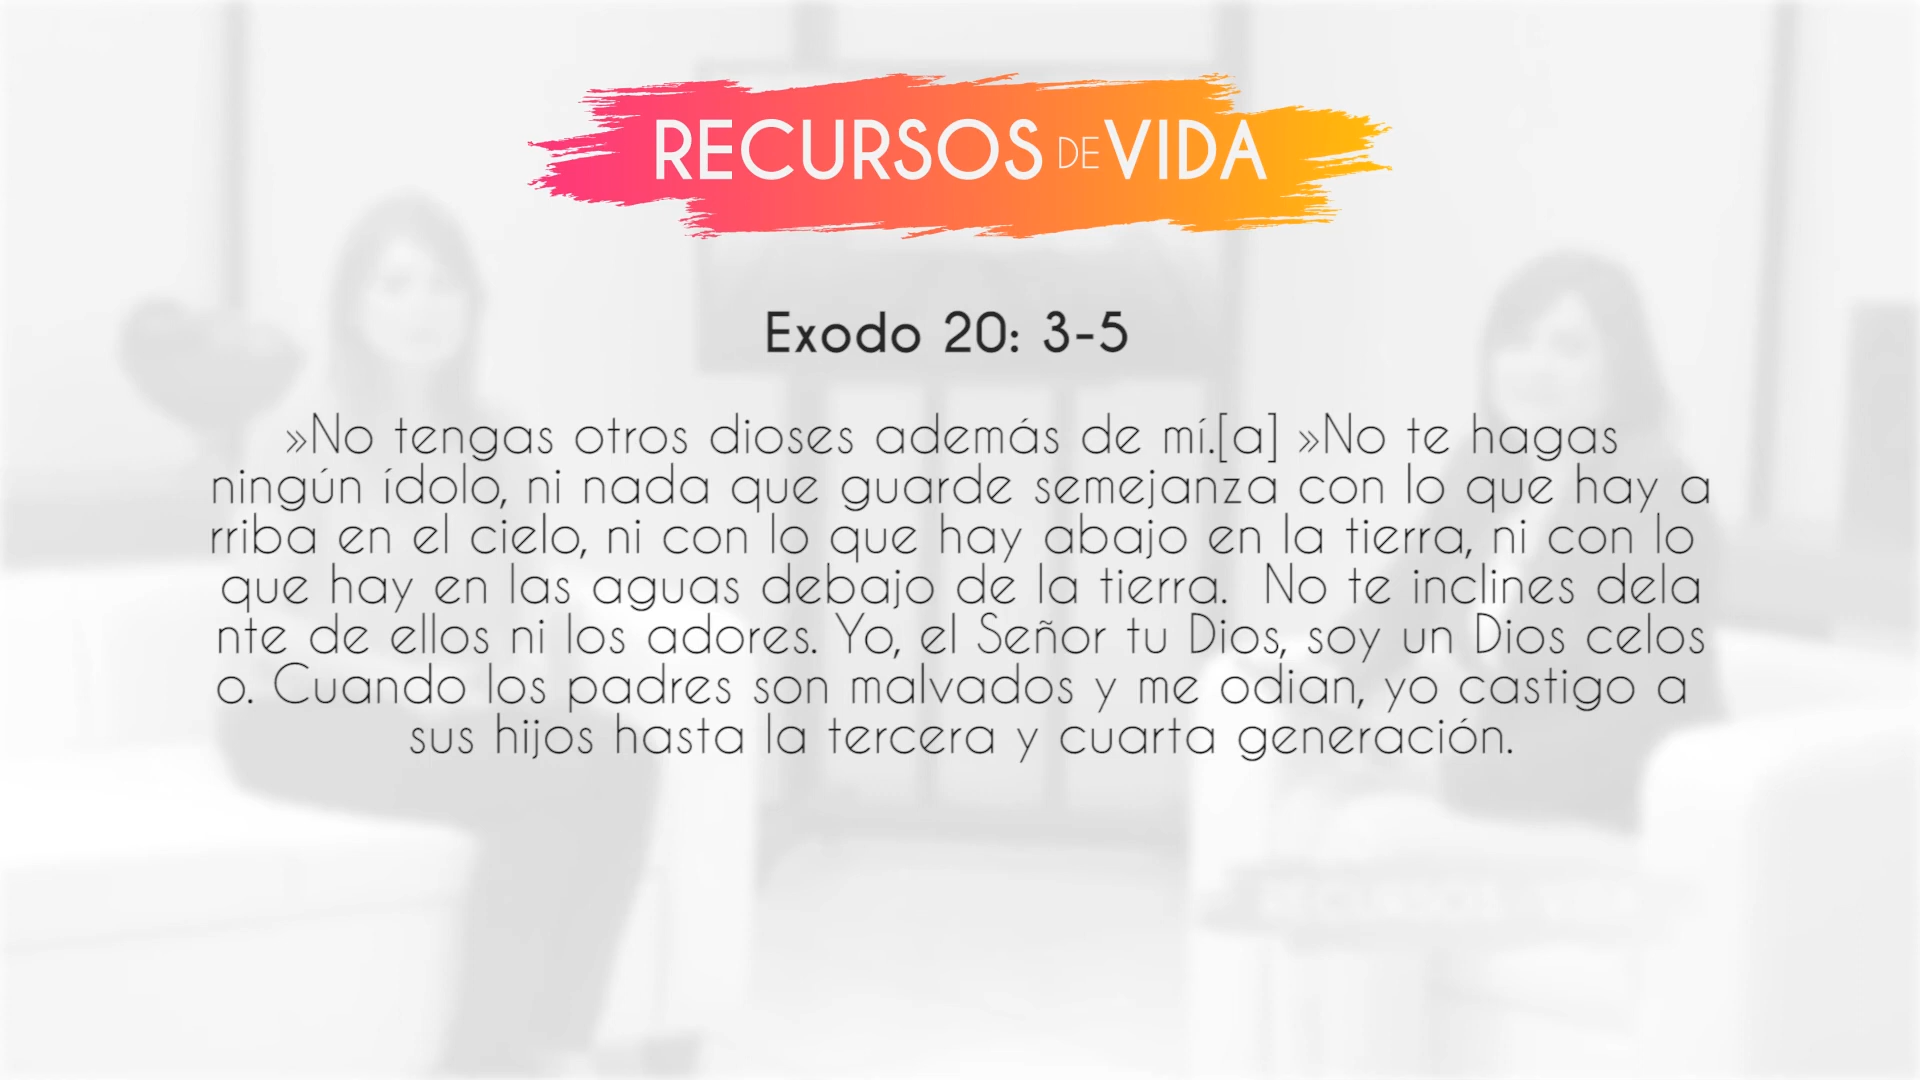 RECURSOS DE VIDA
Exodo 20: 3-5
»No tengas otros dioses además de mí.[a] »No te hagas
ningún ídolo, ni nada que guarde semejanza con lo que hay a
rriba en el cielo, ni con lo que hay abajo en la tierra, ni con lo
que hay en las aguas debajo de la tierra.  No te inclines dela
nte de ellos ni los adores. Yo, el Señor tu Dios, soy un Dios celos
o. Cuando los padres son malvados y me odian, yo castigo a
sus hijos hasta la tercera y cuarta generación.